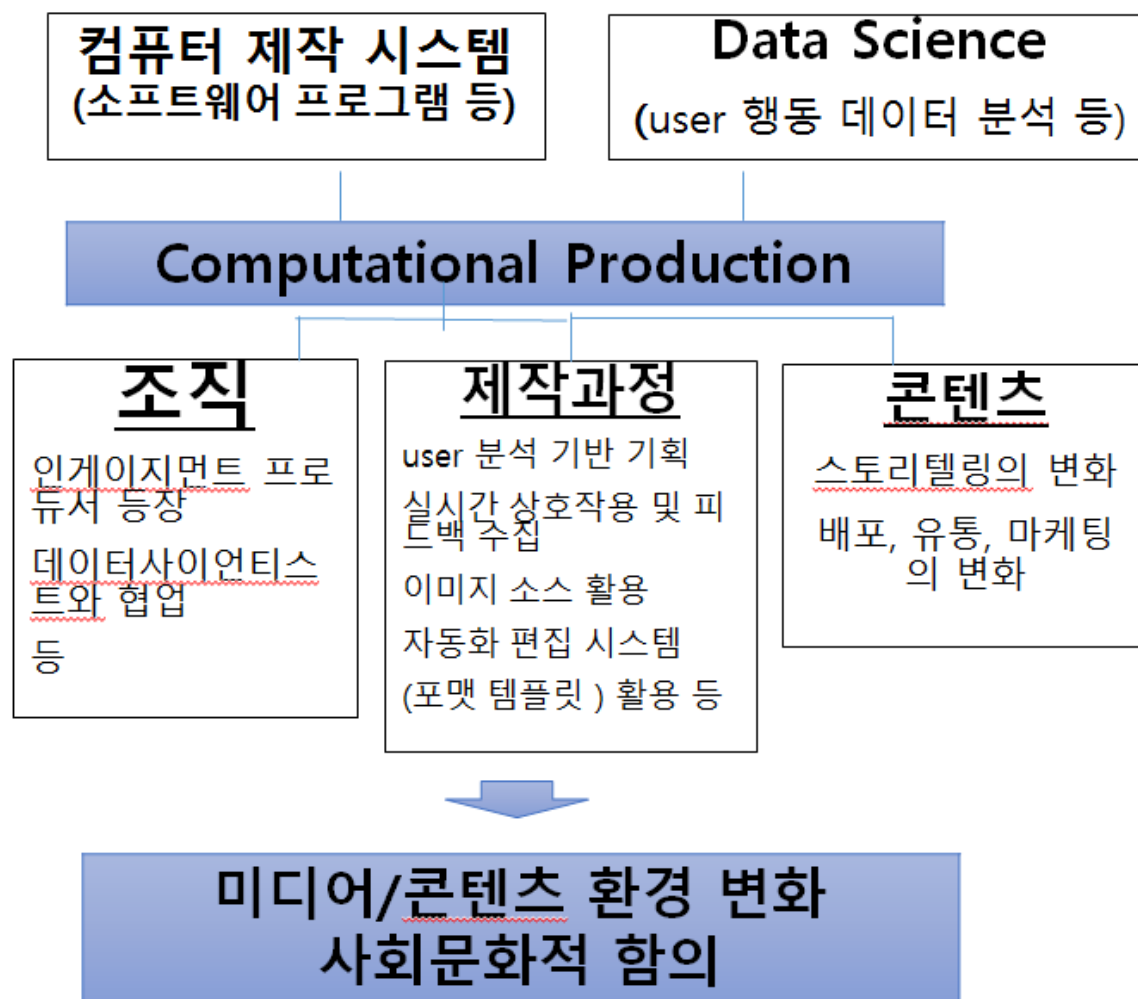 컴퓨터 제작 시스템
(소프트웨어 프로그램 등)
Data Science
(user 행동 데이터 분석 등)
Computational Production
조직
인게이지먼트 프로
듀서 등장
데이터사이언티스
트와 협업
등
제작과정
user 분석 기반 기획
실시간 상호작용 및 피
드백 수집
이미지 소스 활용
자동화 편집 시스템
(포맷 템플릿 ) 활용 등
콘텐츠
스토리텔링의 변화
배포, 유통, 마케팅
의 변화
미디어/콘텐츠 환경 변화
사회문화적 함의